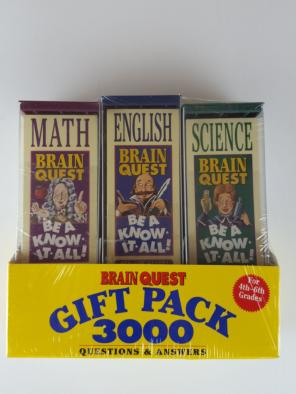 MATH
BRAIN
QUEST
BE A
KNOW-
IT-ALL!
ENGLISH
BRAIN
QUEST
BE A
KNOW-
IT-ALL!
SCIENCE
BRAIN
QUEST
BE A
KNOW-
IT-ALL!
BRAIN QUEST
GIFT PACK
3000
QUESTIONS & ANSWERS
For
4th-6th
Grades